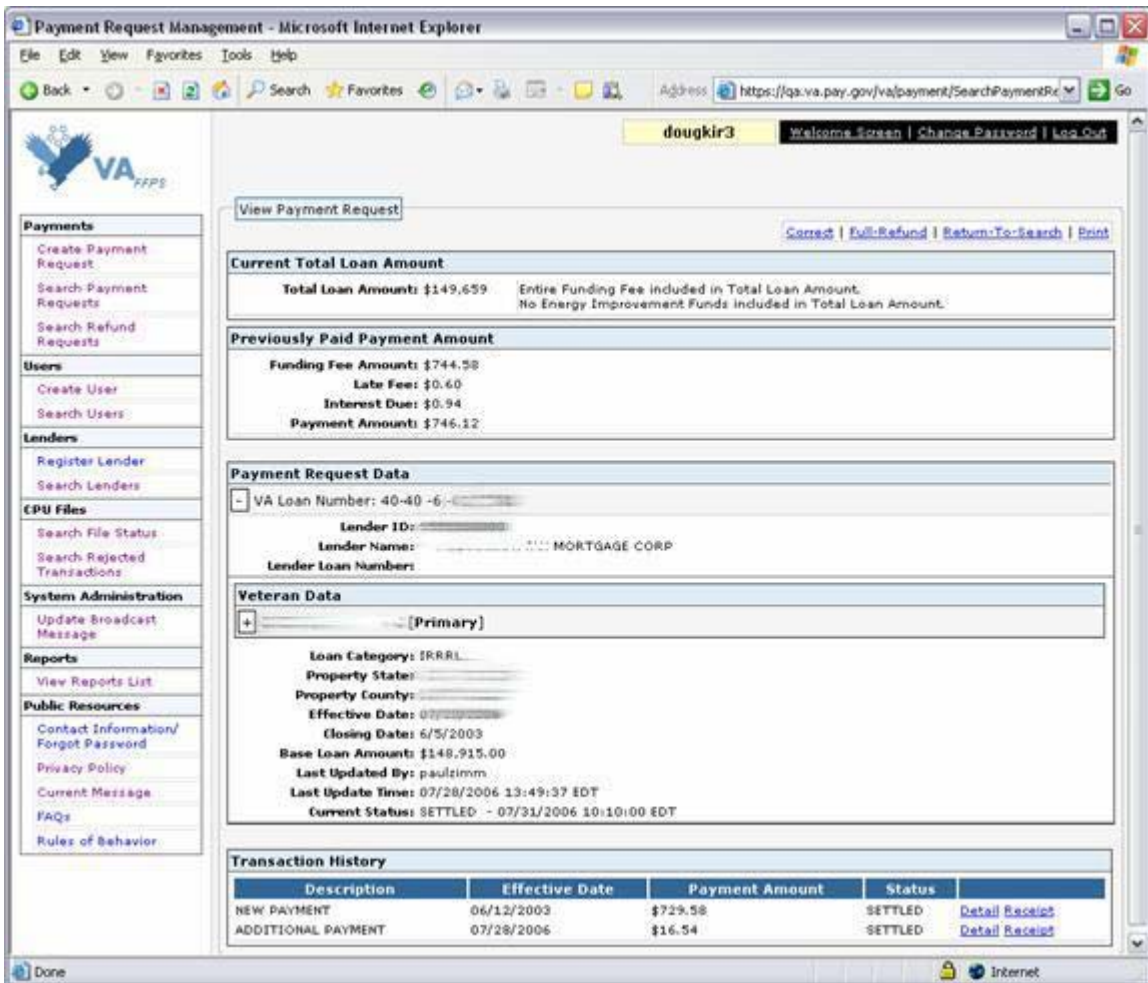 Payment Request Management - Microsoft Internet Explorer
File Edit View Favorites Tools Help
Back Search Favorites Address https://qa.va.pay.gov/va/payment/SearchPaymentRe Go
dougkir3 Welcome Screen | Change Password | Log Out
VA FFPS
View Payment Request
Correct | Full-Refund | Return-To-Search | Print
Payments
Create Payment
Request
Search Payment
Requests
Search Refund
Requests
Users
Create User
Search Users
Lenders
Register Lender
Search Lenders
CPU Files
Search File Status
Search Rejected
Transactions
System Administration
Update Broadcast
Message
Reports
View Reports List
Public Resources
Contact Information/
Forgot Password
Privacy Policy
Current Message
FAQs
Rules of Behavior
Current Total Loan Amount
Total Loan Amount: $149,659 Entire Funding Fee included in Total Loan Amount.
No Energy Improvement Funds included in Total Loan Amount.
Previously Paid Payment Amount
Funding Fee Amount: $744.58
Late Fee: $0.60
Interest Due: $0.94
Payment Amount: $746.12
Payment Request Data
- VA Loan Number: 40-40 -6 -
Lender ID:
Lender Name: MORTGAGE CORP
Lender Loan Number:
Veteran Data
+ [Primary]
Loan Category: IRRRL
Property State:
Property County:
Effective Date: 07/
Closing Date: 6/5/2003
Base Loan Amount: $148,915.00
Last Updated By: paulzimm
Last Update Time: 07/28/2006 13:49:37 EDT
Current Status: SETTLED - 07/31/2006 10:10:00 EDT
Transaction History
Description Effective Date Payment Amount Status
NEW PAYMENT 06/12/2003 $729.58 SETTLED Detail Receipt
ADDITIONAL PAYMENT 07/28/2006 $16.54 SETTLED Detail Receipt
Done Internet